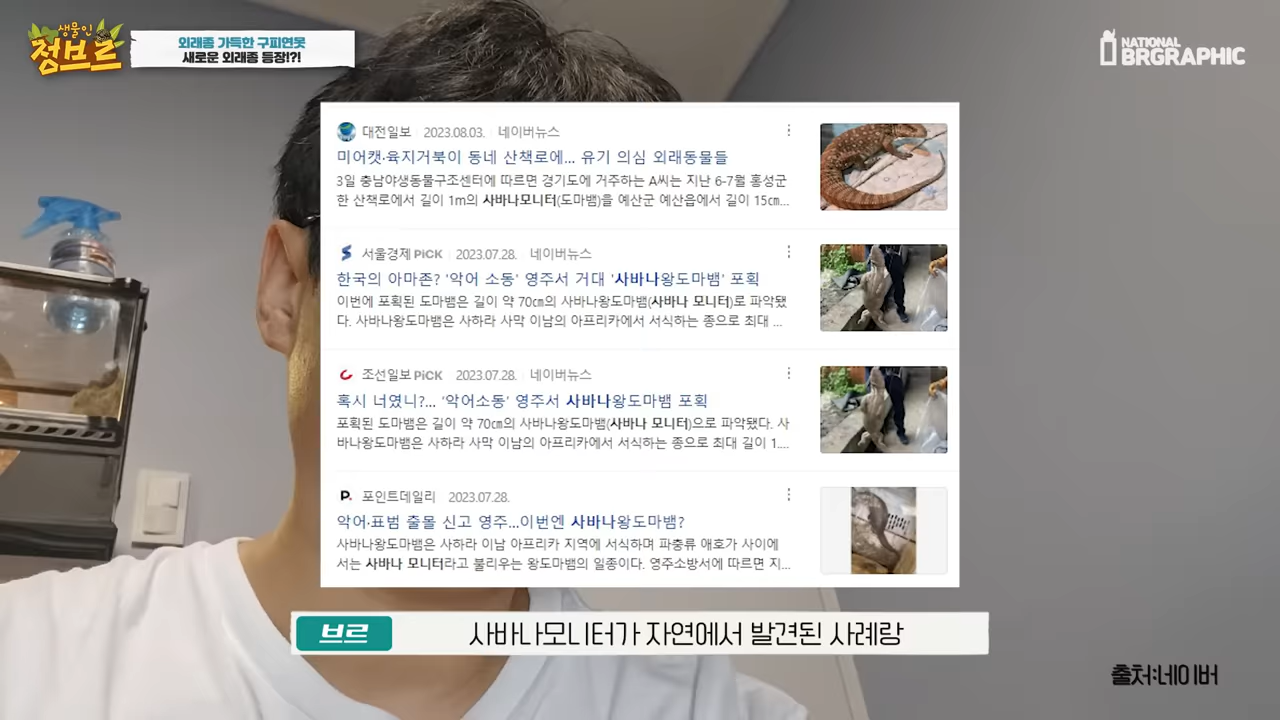 생물인
정브르
외래종 가득한 구피연못
새로운 외래종 등장!?!
NATIONAL
BRGRAPHIC
대전일보 2023.08.03. 네이버뉴스
미어캣·육지거북이 동네 산책로에... 유기 의심 외래동물들
3일 충남야생동물구조센터에 따르면 경기도에 거주하는 A씨는 지난 6-7월 홍성군
한 산책로에서 길이 1m의 사바나모니터(도마뱀)을 예산군 예산읍에서 길이 15㎝...
서울경제 PiCK 2023.07.28. 네이버뉴스
한국의 아마존? '악어 소동' 영주서 거대 '사바나왕도마뱀' 포획
이번에 포획된 도마뱀은 길이 약 70㎝의 사바나왕도마뱀(사바나 모니터)로 파악됐
다. 사바나왕도마뱀은 사하라 사막 이남의 아프리카에서 서식하는 종으로 최대 ...
조선일보 PiCK 2023.07.28. 네이버뉴스
혹시 너였니?... '악어소동' 영주서 사바나왕도마뱀 포획
포획된 도마뱀은 길이 약 70㎝의 사바나왕도마뱀(사바나 모니터)으로 파악됐다. 사
바나왕도마뱀은 사하라 사막 이남의 아프리카에서 서식하는 종으로 최대 길이 1....
포인트데일리 2023.07.28.
악어·표범 출몰 신고 영주...이번엔 사바나왕도마뱀?
사바나왕도마뱀은 사하라 이남 아프리카 지역에 서식하며 파충류 애호가 사이에
서는 사바나 모니터라고 불리우는 왕도마뱀의 일종이다. 영주소방서에 따르면 지...
브르 사바나모니터가 자연에서 발견된 사례랑
출처:네이버